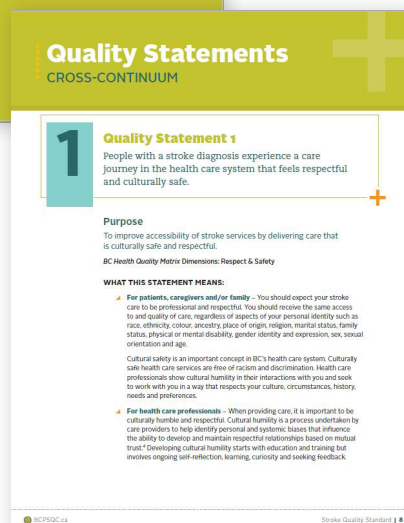 Quality Statements
CROSS-CONTINUUM
1
Quality Statement 1
People with a stroke diagnosis experience a care
journey in the health care system that feels respectful
and culturally safe.
Purpose
To improve accessibility of stroke services by delivering care that
is culturally safe and respectful.
BC Health Quality Matrix Dimensions: Respect & Safety
WHAT THIS STATEMENT MEANS:
For patients, caregivers and/or family – You should expect your stroke
care to be professional and respectful. You should receive the same access
to and quality of care, regardless of aspects of your personal identity such as
race, ethnicity, colour, ancestry, place of origin, religion, marital status, family
status, physical or mental disability, gender identity and expression, sex, sexual
orientation and age.
Cultural safety is an important concept in BC's health care system. Culturally
safe health care services are free of racism and discrimination. Health care
professionals show cultural humility in their interactions with you and seek
to work with you in a way that respects your culture, circumstances, history,
needs and preferences.
For health care professionals – When providing care, it is important to be
culturally humble and respectful. Cultural humility is a process undertaken by
care providers to help identify personal and systemic biases that influence
the ability to develop and maintain respectful relationships based on mutual
trust.⁴ Developing cultural humility starts with education and training but
involves ongoing self-reflection, learning, curiosity and seeking feedback.
BCPSQC.ca
Stroke Quality Standard | 8